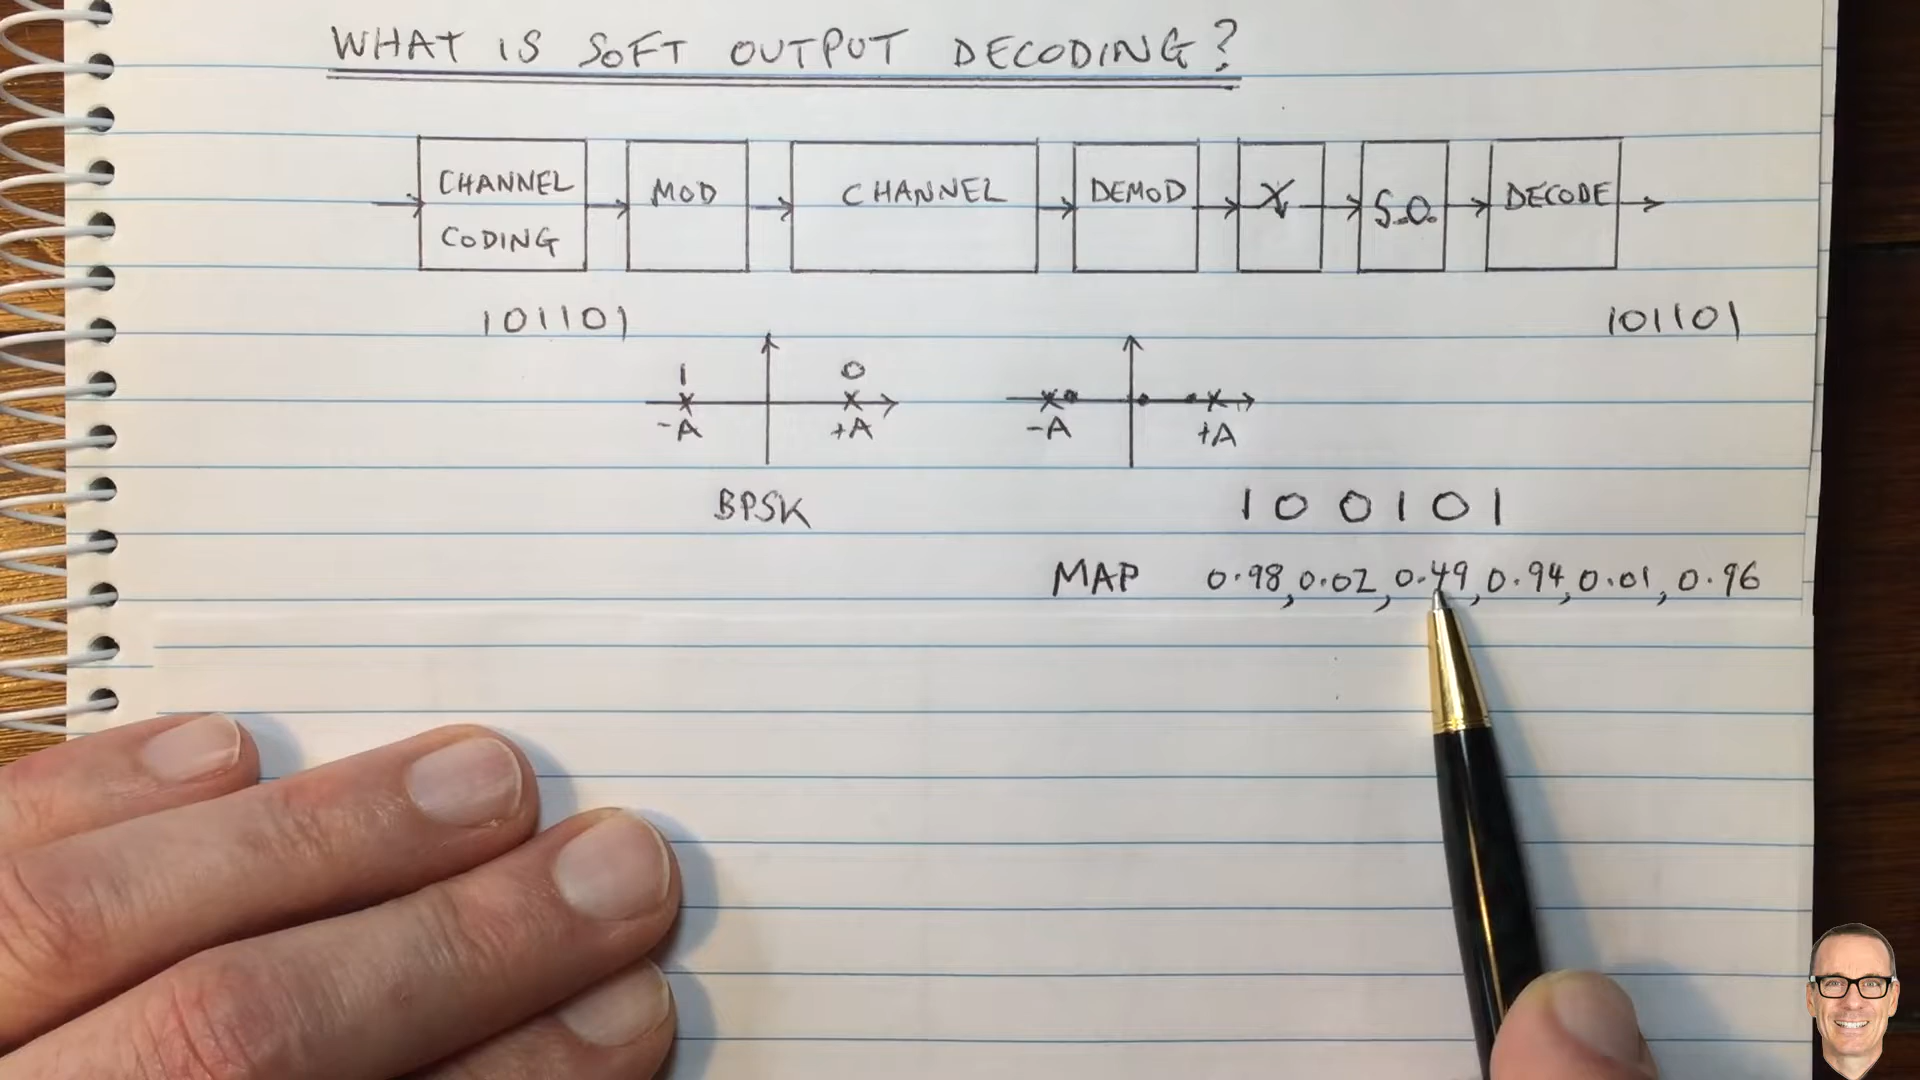 WHAT IS SOFT OUTPUT DECODING?
CHANNEL CODING
MOD
CHANNEL
DEMOD
S.O.
DECODE
101101
101101
1
0
-A
+A
-A
+A
BPSK
100101
MAP 0.98, 0.02, 0.49, 0.94, 0.01, 0.96